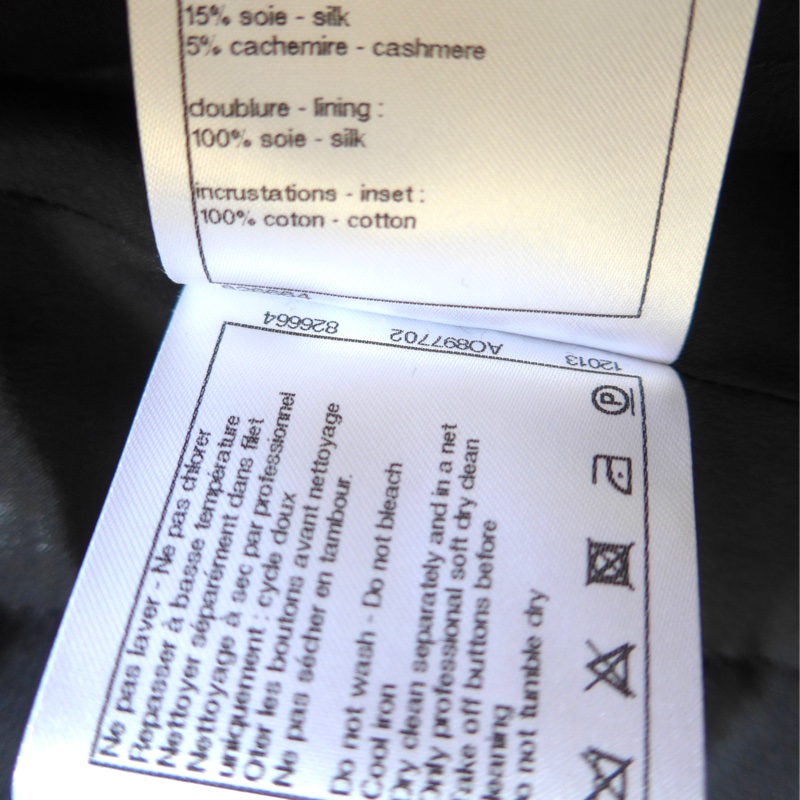 15% soie - silk
5% cachemire - cashmere
doublure - lining :
100% soie - silk
incrustations - inset :
100% coton - cotton
826664 AO897702 12013
Ne pas laver - Ne pas chlorer
Repasser à basse température
Nettoyer séparément dans filet
Nettoyage à sec par professionnel
uniquement : cycle doux
Oter les boutons avant nettoyage
Ne pas sécher en tambour.
Do not wash - Do not bleach
Cool iron
Dry clean separately and in a net
Only professional soft dry clean
Take off buttons before
cleaning
Do not tumble dry
P